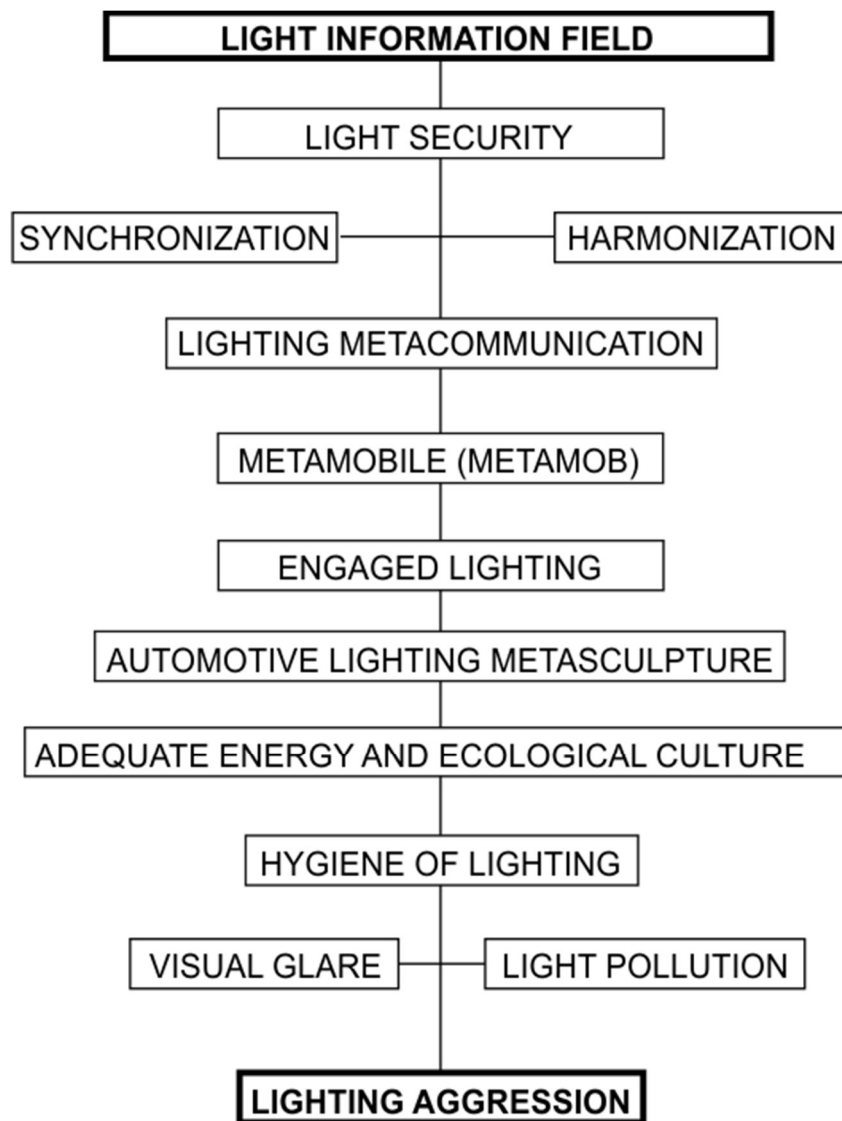 LIGHT INFORMATION FIELD
LIGHT SECURITY
SYNCHRONIZATION
HARMONIZATION
LIGHTING METACOMMUNICATION
METAMOBILE (METAMOB)
ENGAGED LIGHTING
AUTOMOTIVE LIGHTING METASCULPTURE
ADEQUATE ENERGY AND ECOLOGICAL CULTURE
HYGIENE OF LIGHTING
VISUAL GLARE
LIGHT POLLUTION
LIGHTING AGGRESSION